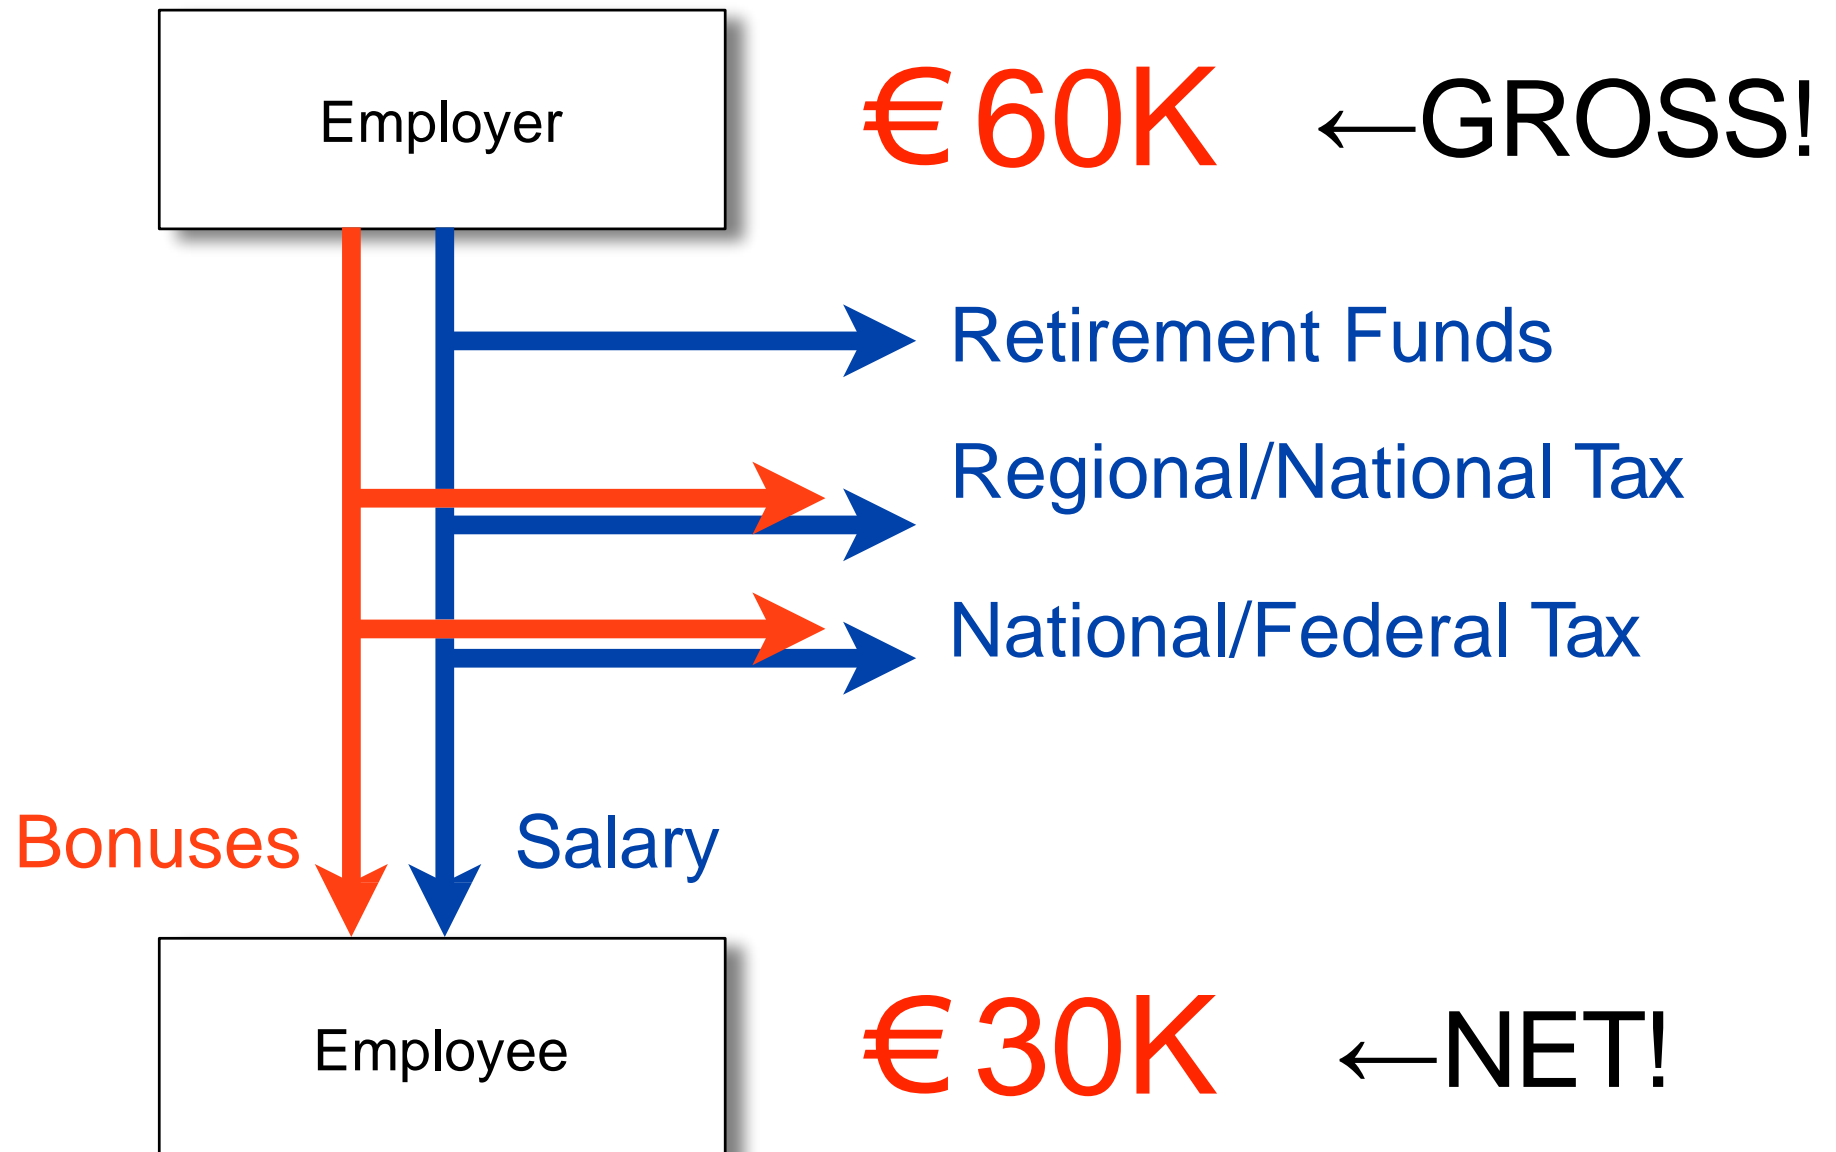 Employer
€60K ←GROSS!
Retirement Funds
Regional/National Tax
National/Federal Tax
Bonuses Salary
Employee
€30K ←NET!